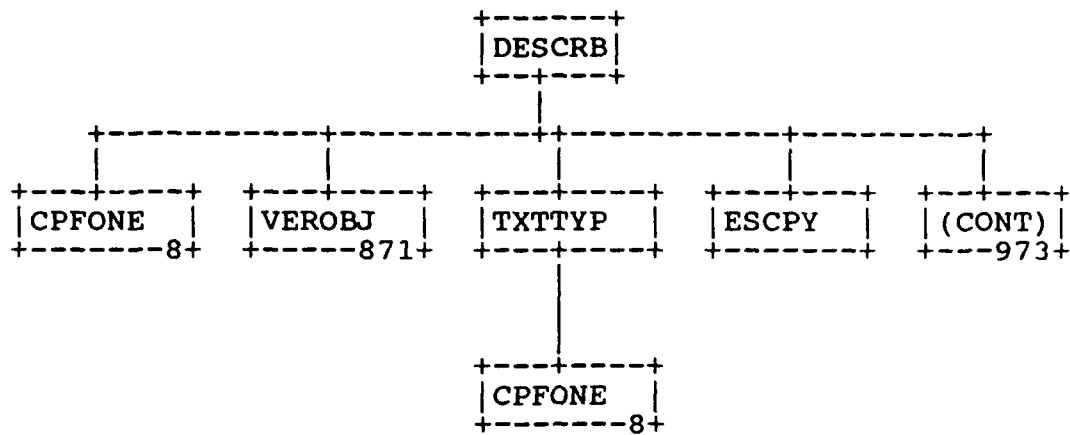 DESCRB
CPFONE VEROBJ TXTTYP ESCPY (CONT)
8 871 973
CPFONE
8